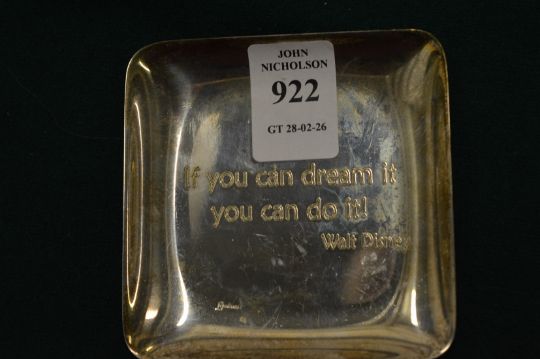 JOHN
NICHOLSON
922
GT 28-02-26
If you can dream it
you can do it!
Walt Disney